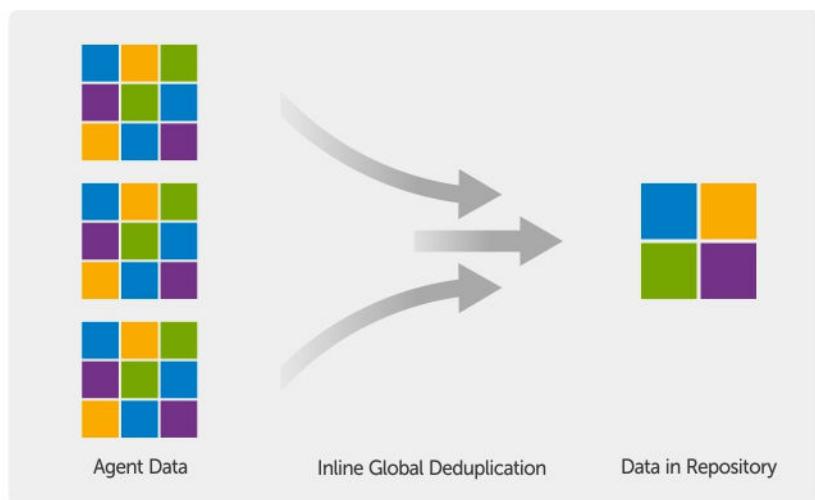 Agent Data
Inline Global Deduplication
Data in Repository